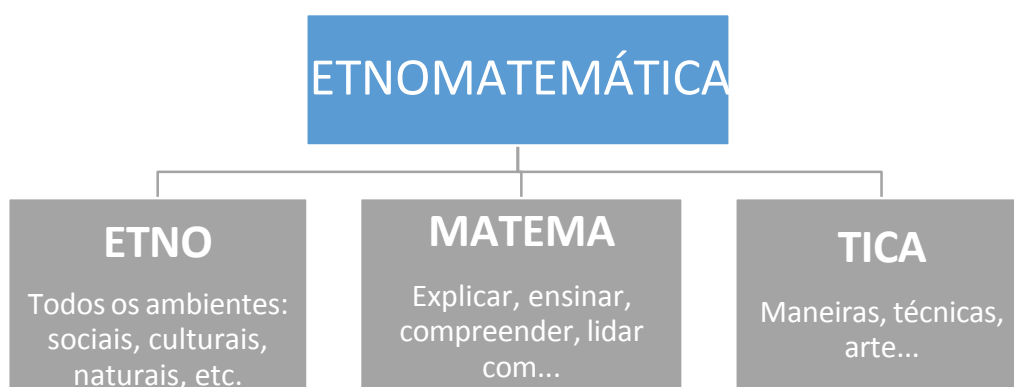 ETNOMATEMÁTICA
ETNO
Todos os ambientes:
sociais, culturais,
naturais, etc.
MATEMA
Explicar, ensinar,
compreender, lidar
com...
TICA
Maneiras, técnicas,
arte...